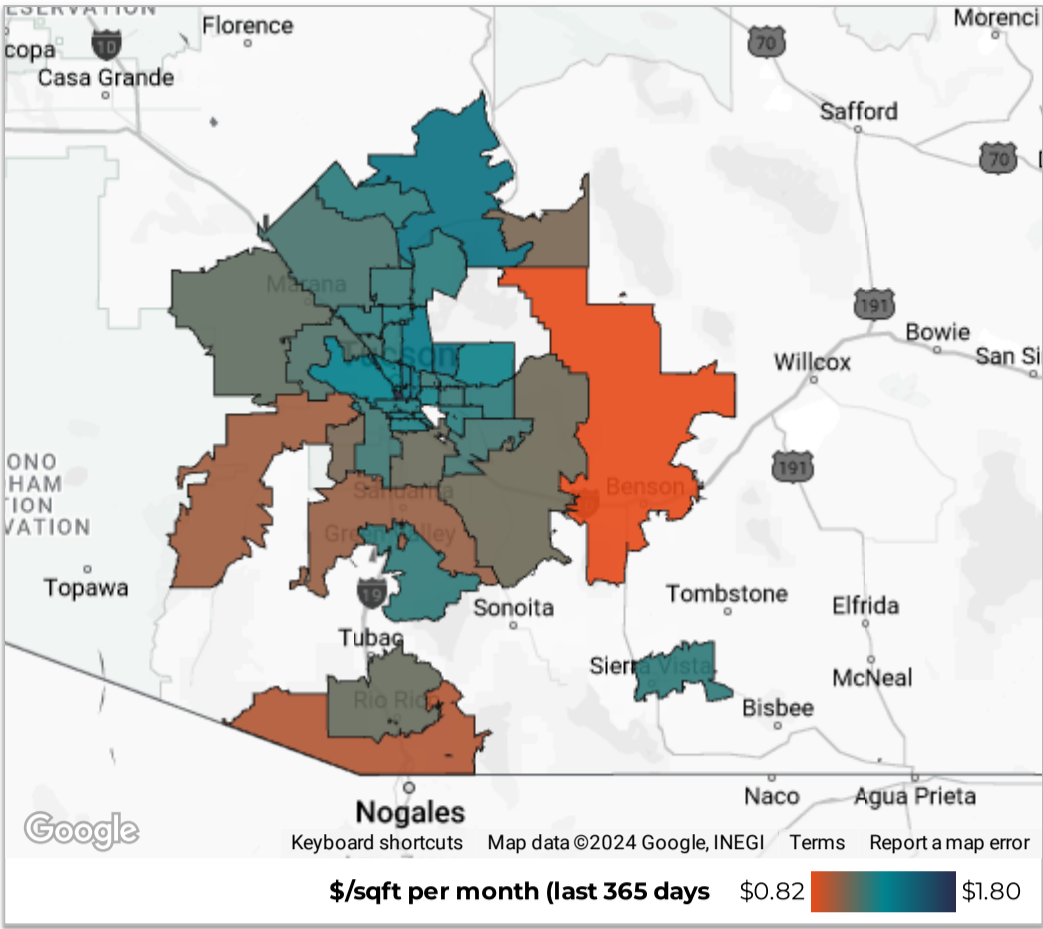 ESERVATION
Florence
Morenci
10
70
copa
Casa Grande
Safford
70
Marana
191
Bowie
Tucson
Willcox
San Si
ONO
HAM
TION
VATION
191
Benson
Sahuarita
Green Valley
Topawa
19
Sonoita
Tombstone
Elfrida
Tubac
Sierra Vista
McNeal
Rio Rico
Bisbee
Nogales
Naco
Agua Prieta
Google
Keyboard shortcuts
Map data ©2024 Google, INEGI
Terms
Report a map error
$/sqft per month (last 365 days
$0.82
$1.80